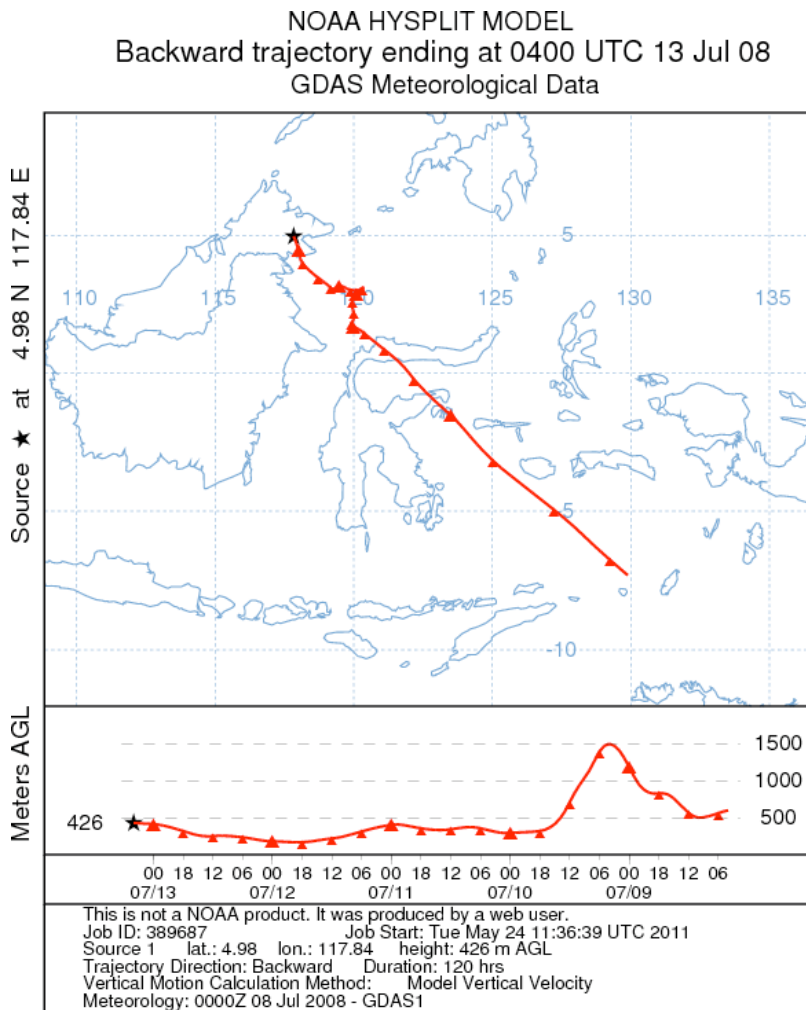 NOAA HYSPLIT MODEL
Backward trajectory ending at 0400 UTC 13 Jul 08
GDAS Meteorological Data
Source ★ at 4.98 N 117.84 E
5
110 115 120 125 130 135
0
-5
-10
Meters AGL
1500
1000
500
426
00 18 12 06 00 18 12 06 00 18 12 06 00 18 12 06 00 18 12 06
07/13 07/12 07/11 07/10 07/09
This is not a NOAA product. It was produced by a web user.
Job ID: 389687 Job Start: Tue May 24 11:36:39 UTC 2011
Source 1 lat.: 4.98 lon.: 117.84 height: 426 m AGL
Trajectory Direction: Backward Duration: 120 hrs
Vertical Motion Calculation Method: Model Vertical Velocity
Meteorology: 0000Z 08 Jul 2008 - GDAS1